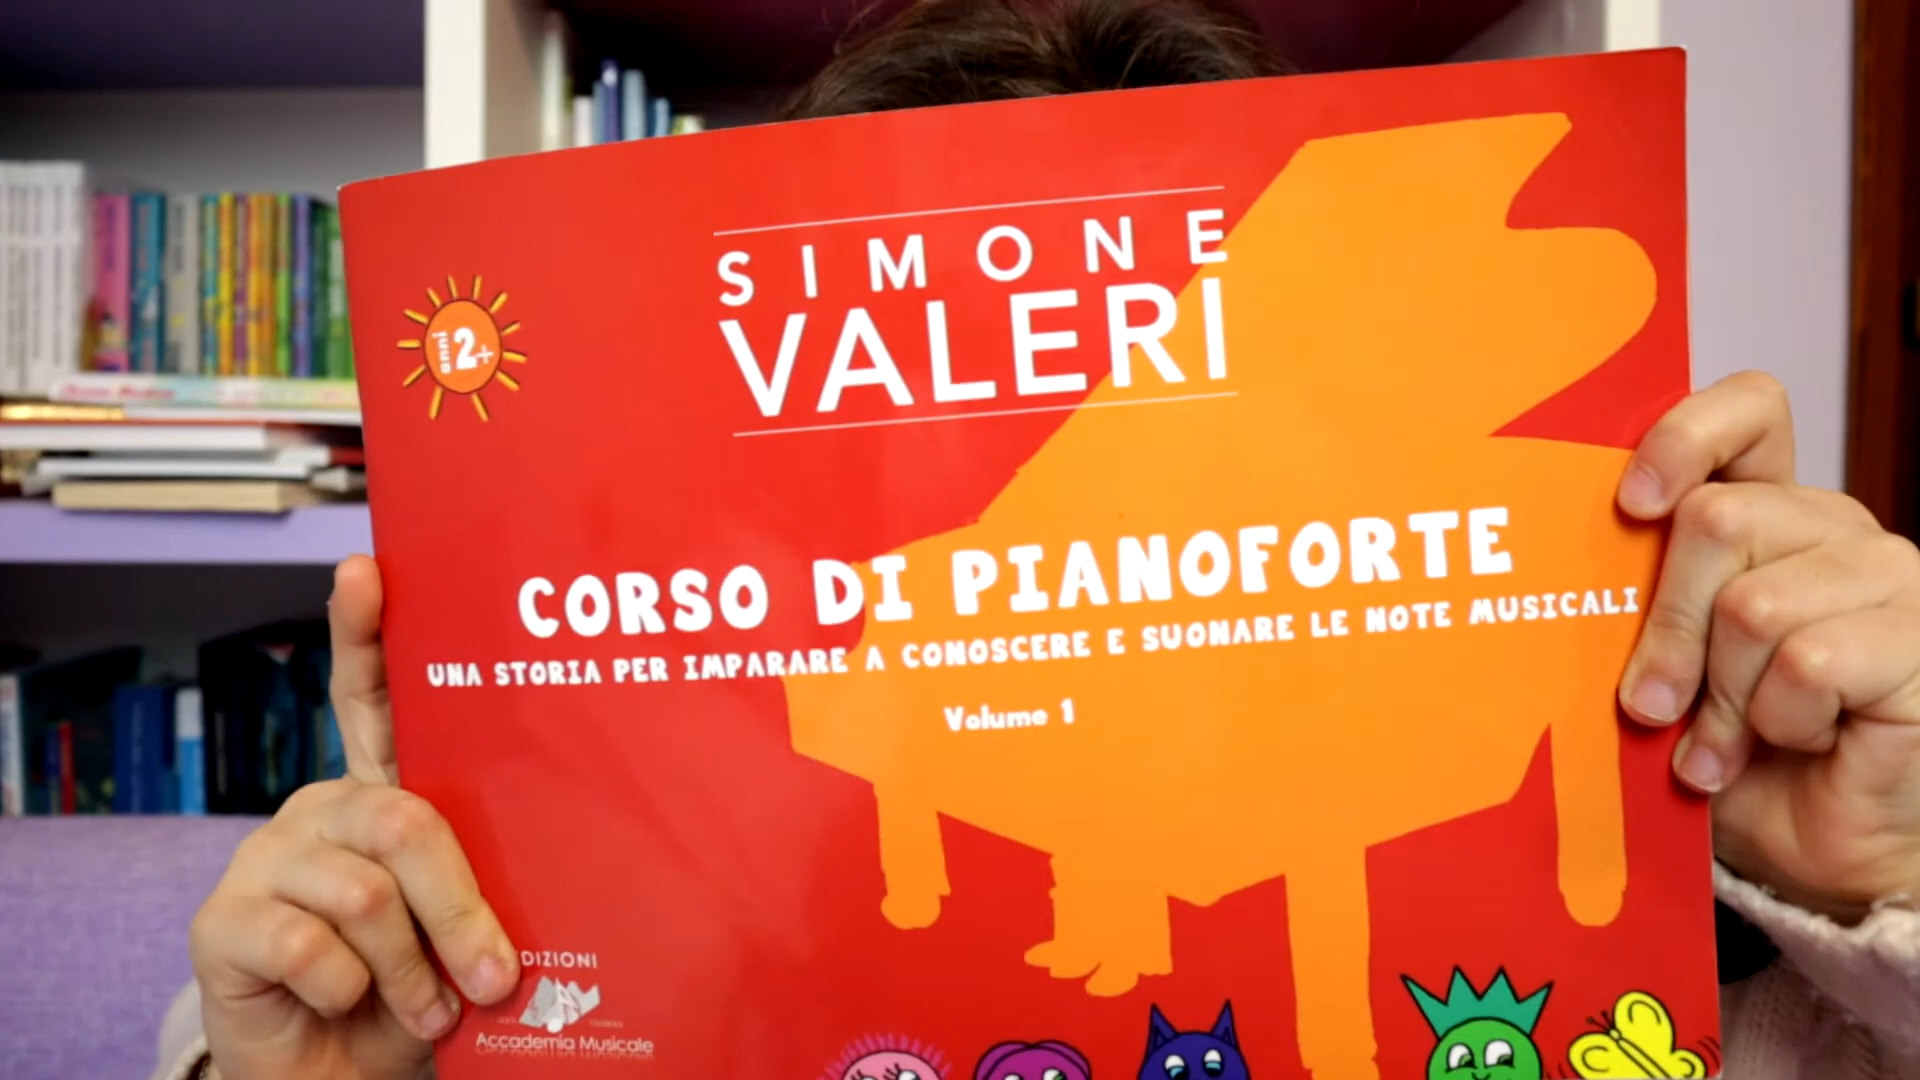 SIMONE
VALERI
anni 2+
CORSO DI PIANOFORTE
UNA STORIA PER IMPARARE A CONOSCERE E SUONARE LE NOTE MUSICALI
Volume 1
DIZIONI
Accademia Musicale